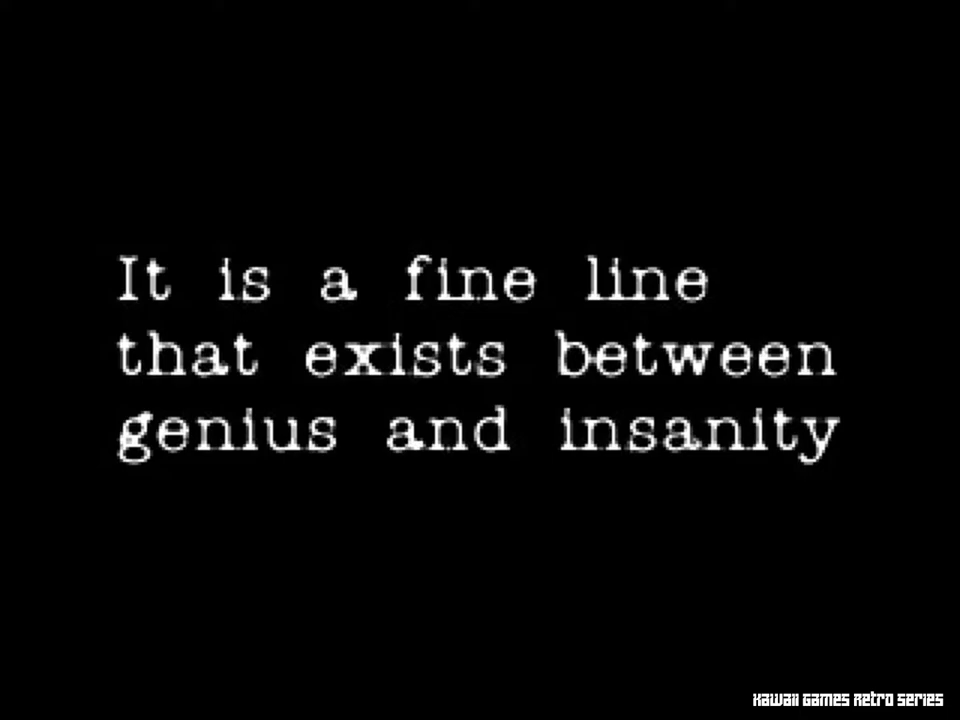 It is a fine line
that exists between
genius and insanity
Kawaii Games Retro Series